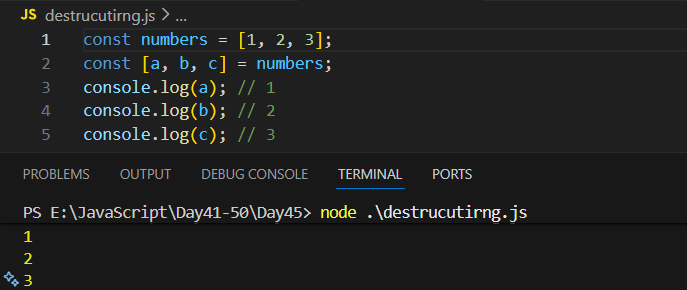 JS destrucutirng.js > ...
1 const numbers = [1, 2, 3];
2 const [a, b, c] = numbers;
3 console.log(a); // 1
4 console.log(b); // 2
5 console.log(c); // 3
PROBLEMS OUTPUT DEBUG CONSOLE TERMINAL PORTS
PS E:\JavaScript\Day41-50\Day45> node .\destrucutirng.js
1
2
3